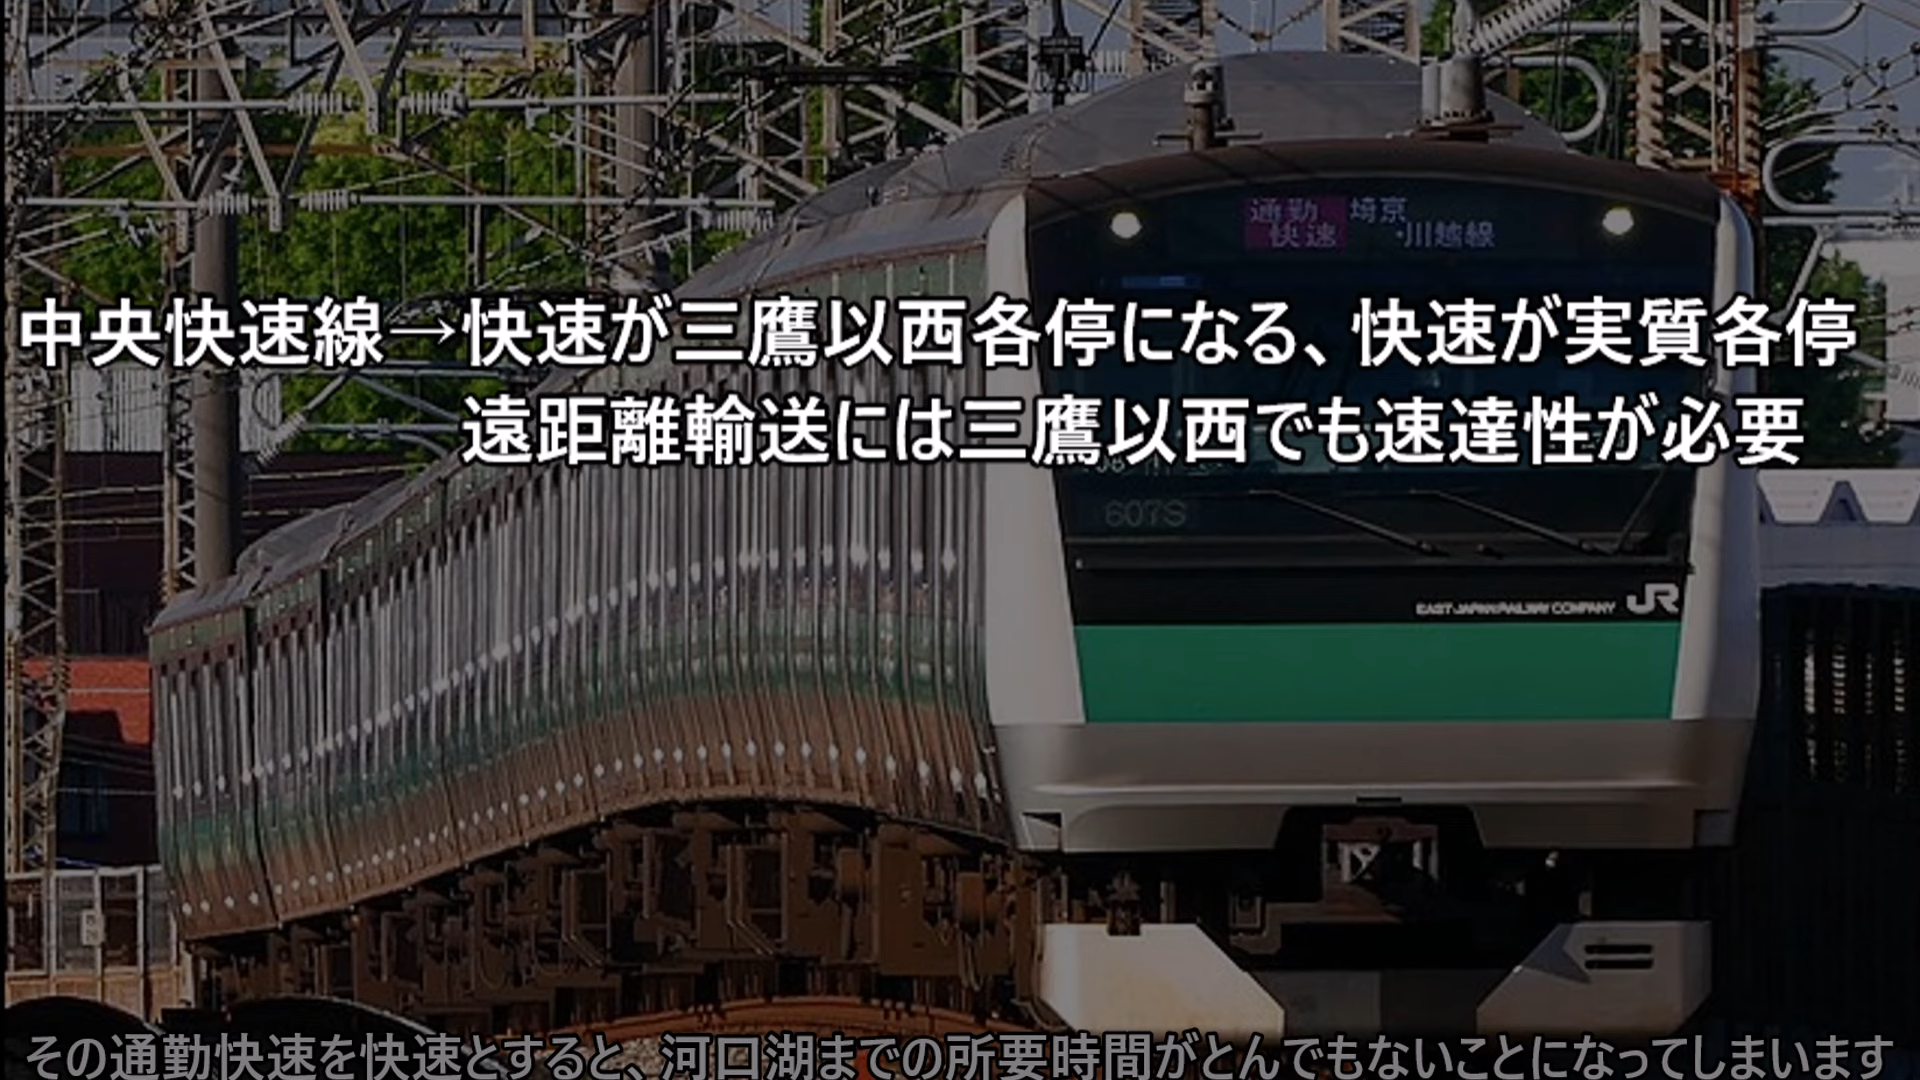 通勤 埼京
快速 ・川越線
中央快速線→快速が三鷹以西各停になる、快速が実質各停
遠距離輸送には三鷹以西でも速達性が必要
607S
EAST JAPAN RAILWAY COMPANY JR
その通勤快速を快速とすると、河口湖までの所要時間がとんでもないことになってしまいます